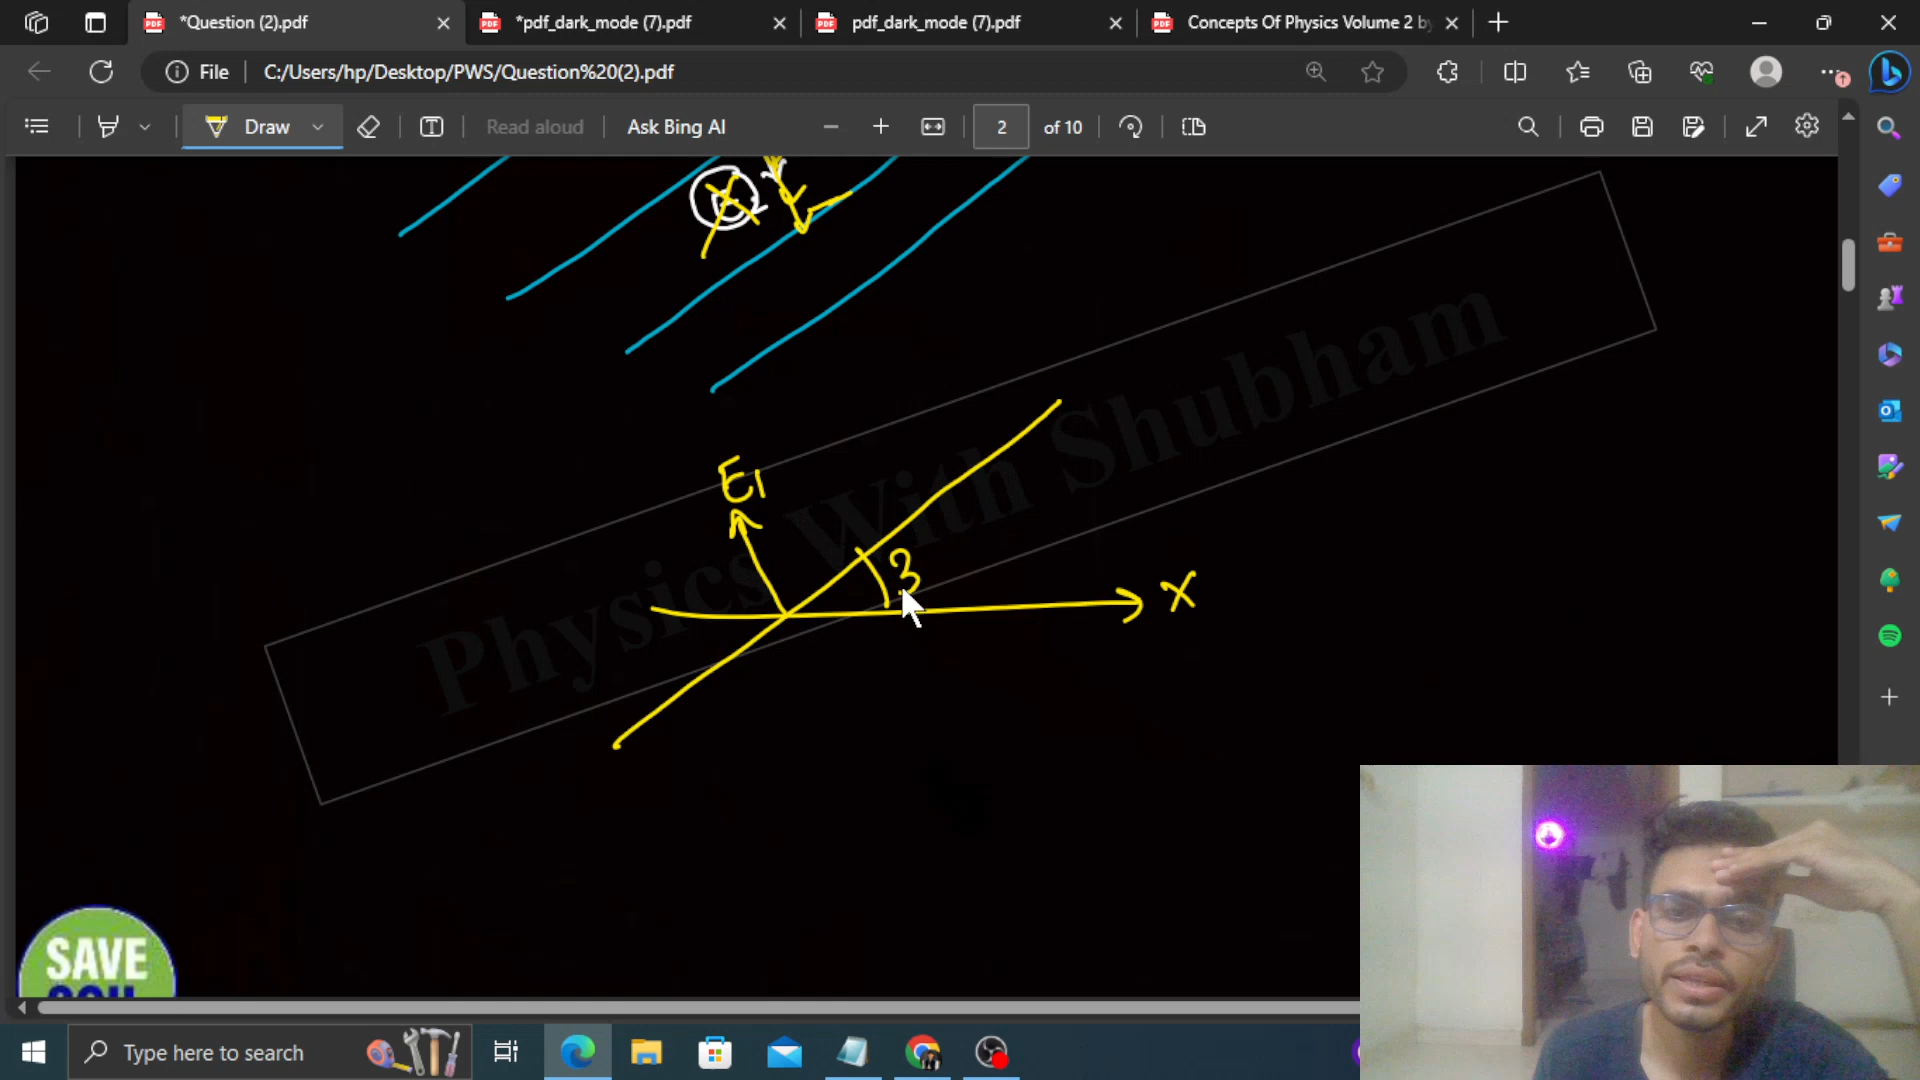 *Question (2).pdf
*pdf_dark_mode (7).pdf
pdf_dark_mode (7).pdf
Concepts Of Physics Volume 2 by
File
C:/Users/hp/Desktop/PWS/Question%20(2).pdf
Draw
Read aloud
Ask Bing AI
2
of 10
E1
3
X
Physics With Shubham
SAVE
Type here to search